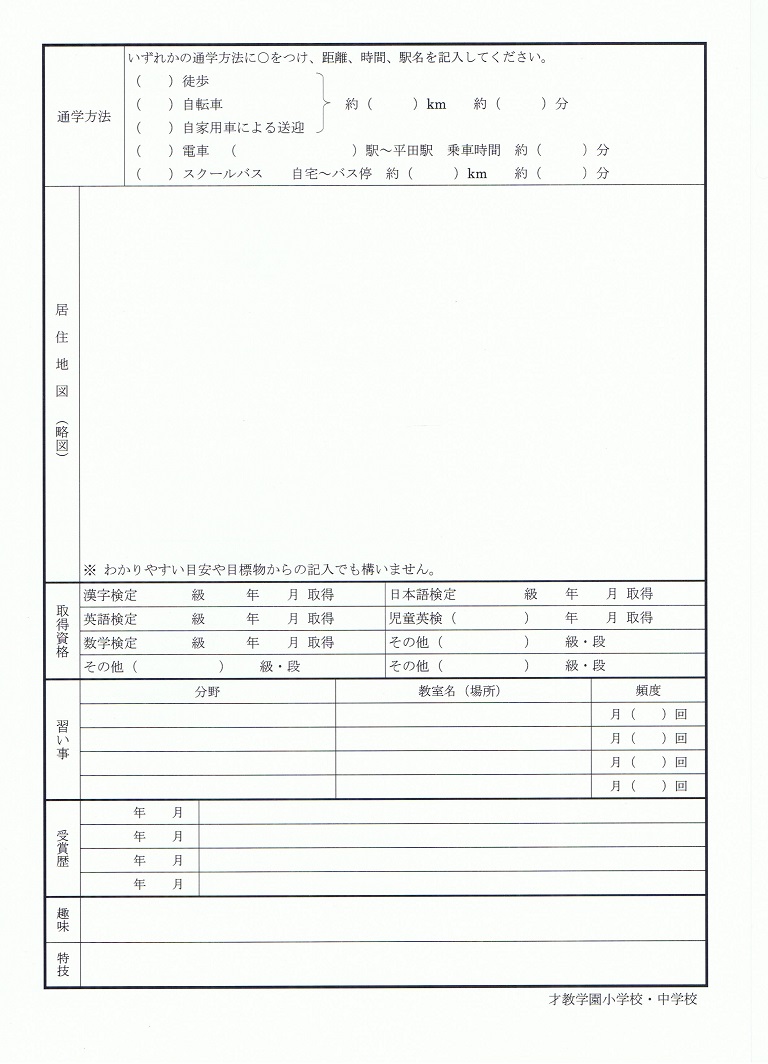 いずれかの通学方法に○をつけ、距離、時間、駅名を記入してください。
通学方法
（　　）徒歩
（　　）自転車　約（　　　）km　約（　　　）分
（　　）自家用車による送迎
（　　）電車　（　　　　　　　　）駅～平田駅　乗車時間　約（　　　）分
（　　）スクールバス　自宅～バス停　約（　　　）km　約（　　　）分
居住地図（略図）
※ わかりやすい目安や目標物からの記入でも構いません。
取得資格
漢字検定　級　年　月 取得　日本語検定　級　年　月 取得
英語検定　級　年　月 取得　児童英検（　　　　　）　年　月 取得
数学検定　級　年　月 取得　その他（　　　　　　）　級・段
その他（　　　　　　）　級・段　その他（　　　　　　）　級・段
習い事
分野　教室名（場所）　頻度
月（　　）回
月（　　）回
月（　　）回
月（　　）回
受賞歴
年　月
年　月
年　月
年　月
趣味
特技
才教学園小学校・中学校